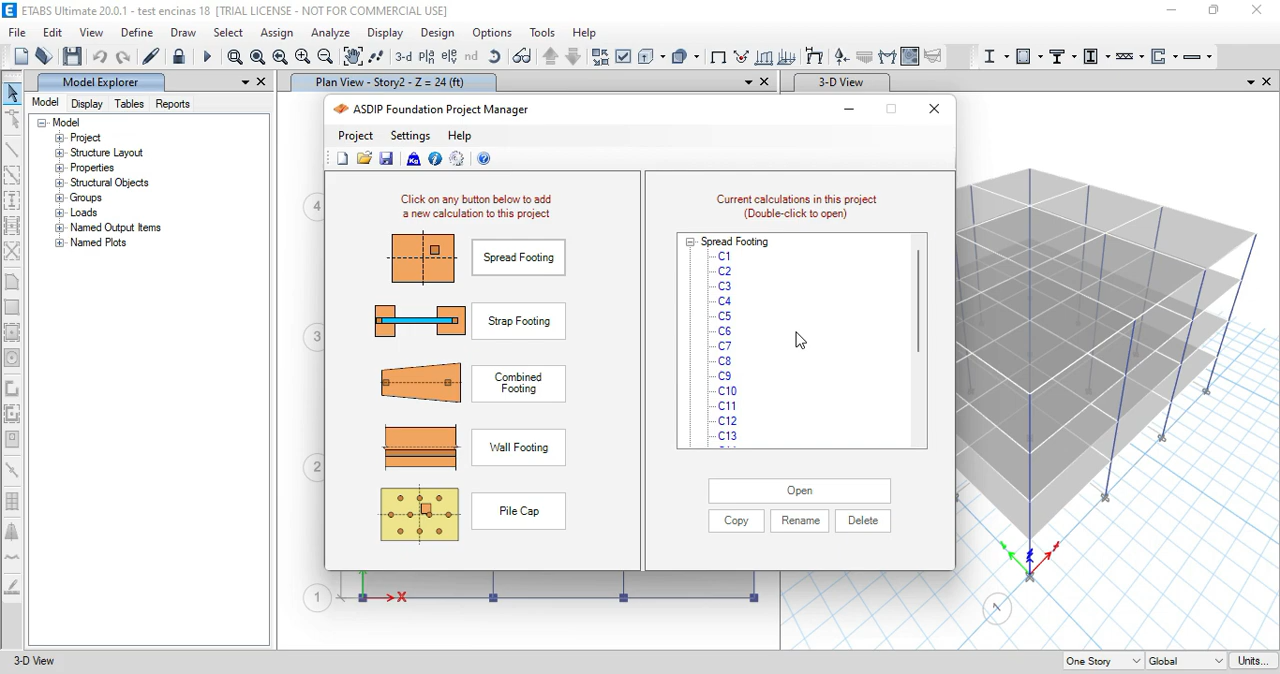 ETABS Ultimate 20.0.1 - test encinas 18 [TRIAL LICENSE - NOT FOR COMMERCIAL USE]
File Edit View Define Draw Select Assign Analyze Display Design Options Tools Help
3-d pla ele nd
Model Explorer
Plan View - Story2 - Z = 24 (ft)
3-D View
Model Display Tables Reports
Model
Project
Structure Layout
Properties
Structural Objects
Groups
Loads
Named Output Items
Named Plots
ASDIP Foundation Project Manager
Project Settings Help
Click on any button below to add
a new calculation to this project
Spread Footing
Strap Footing
Combined
Footing
Wall Footing
Pile Cap
Current calculations in this project
(Double-click to open)
Spread Footing
C1
C2
C3
C4
C5
C6
C7
C8
C9
C10
C11
C12
C13
Open
Copy Rename Delete
4
3
2
1
X
3-D View
One Story Global Units...